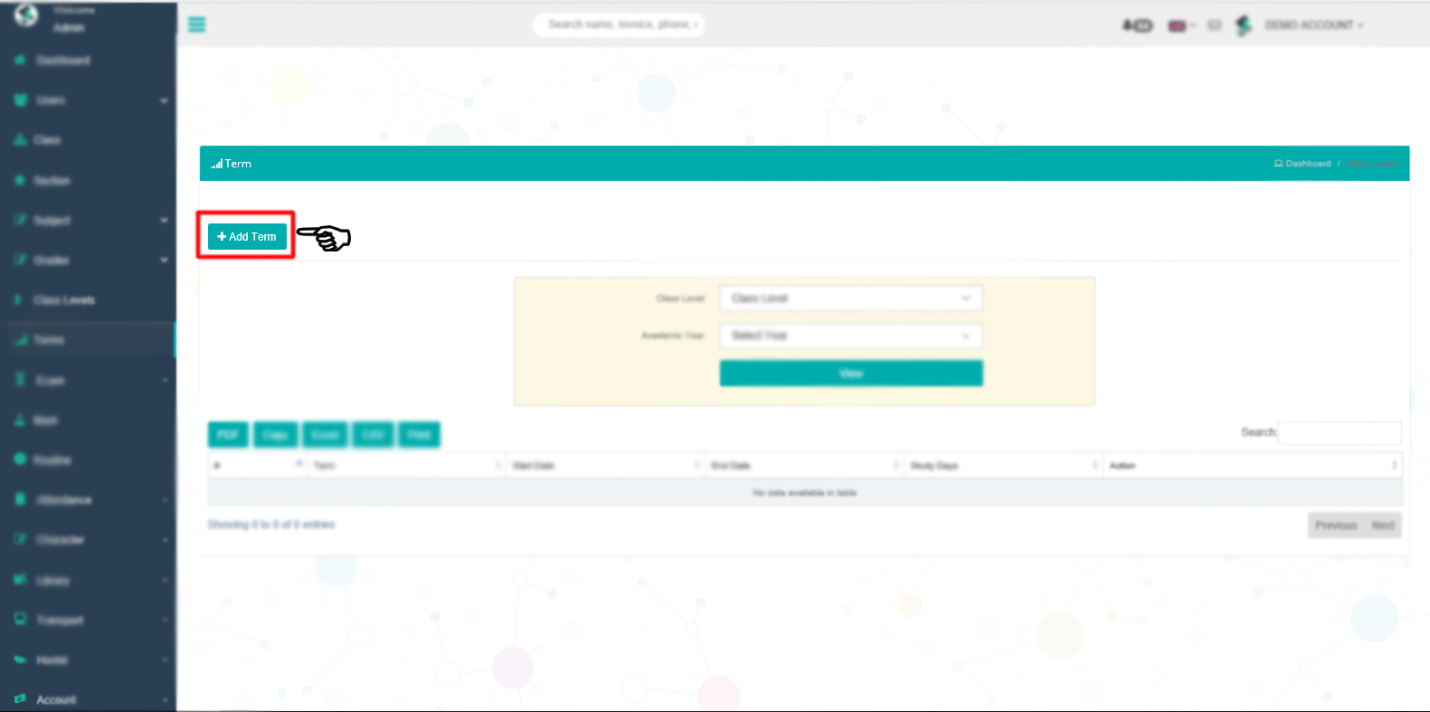 Welcome
Admin
Search name, Invoice, phone,
DEMO ACCOUNT
Dashboard
Users
Class
Section
Subject
Grades
Class Levels
Terms
Exam
Mark
Routine
Attendance
Character
Library
Transport
Hostel
Account
Term
Dashboard /
+ Add Term
Class Level
Class Level
Academic Year
Select Year
View
PDF
Copy
Excel
CSV
Print
Search:
#
Term
Start Date
End Date
Study Days
Action
No data available in table
Showing 0 to 0 of 0 entries
Previous
Next